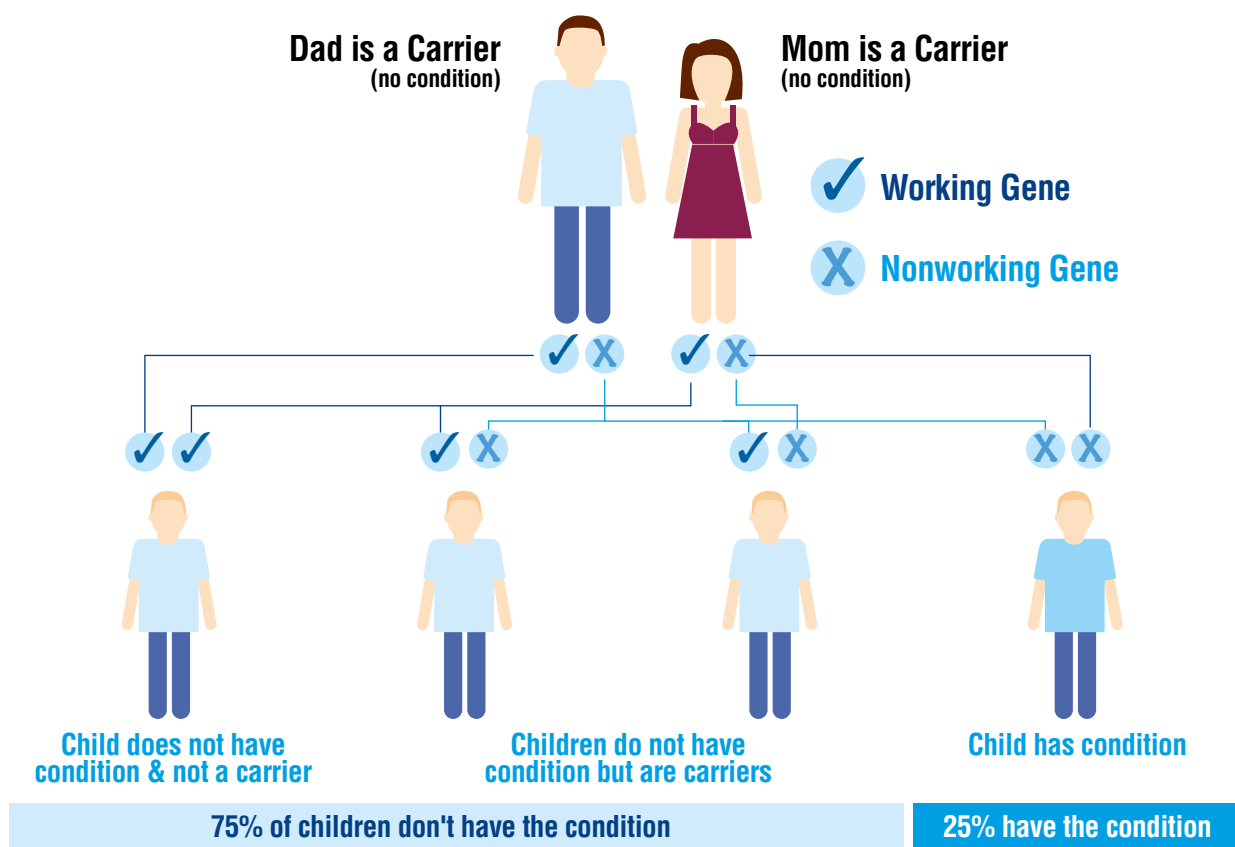 Dad is a Carrier
(no condition)
Mom is a Carrier
(no condition)
✓ Working Gene
X Nonworking Gene
✓ X ✓ X
✓ ✓ ✓ X ✓ X X X
Child does not have
condition & not a carrier
Children do not have
condition but are carriers
Child has condition
75% of children don't have the condition
25% have the condition